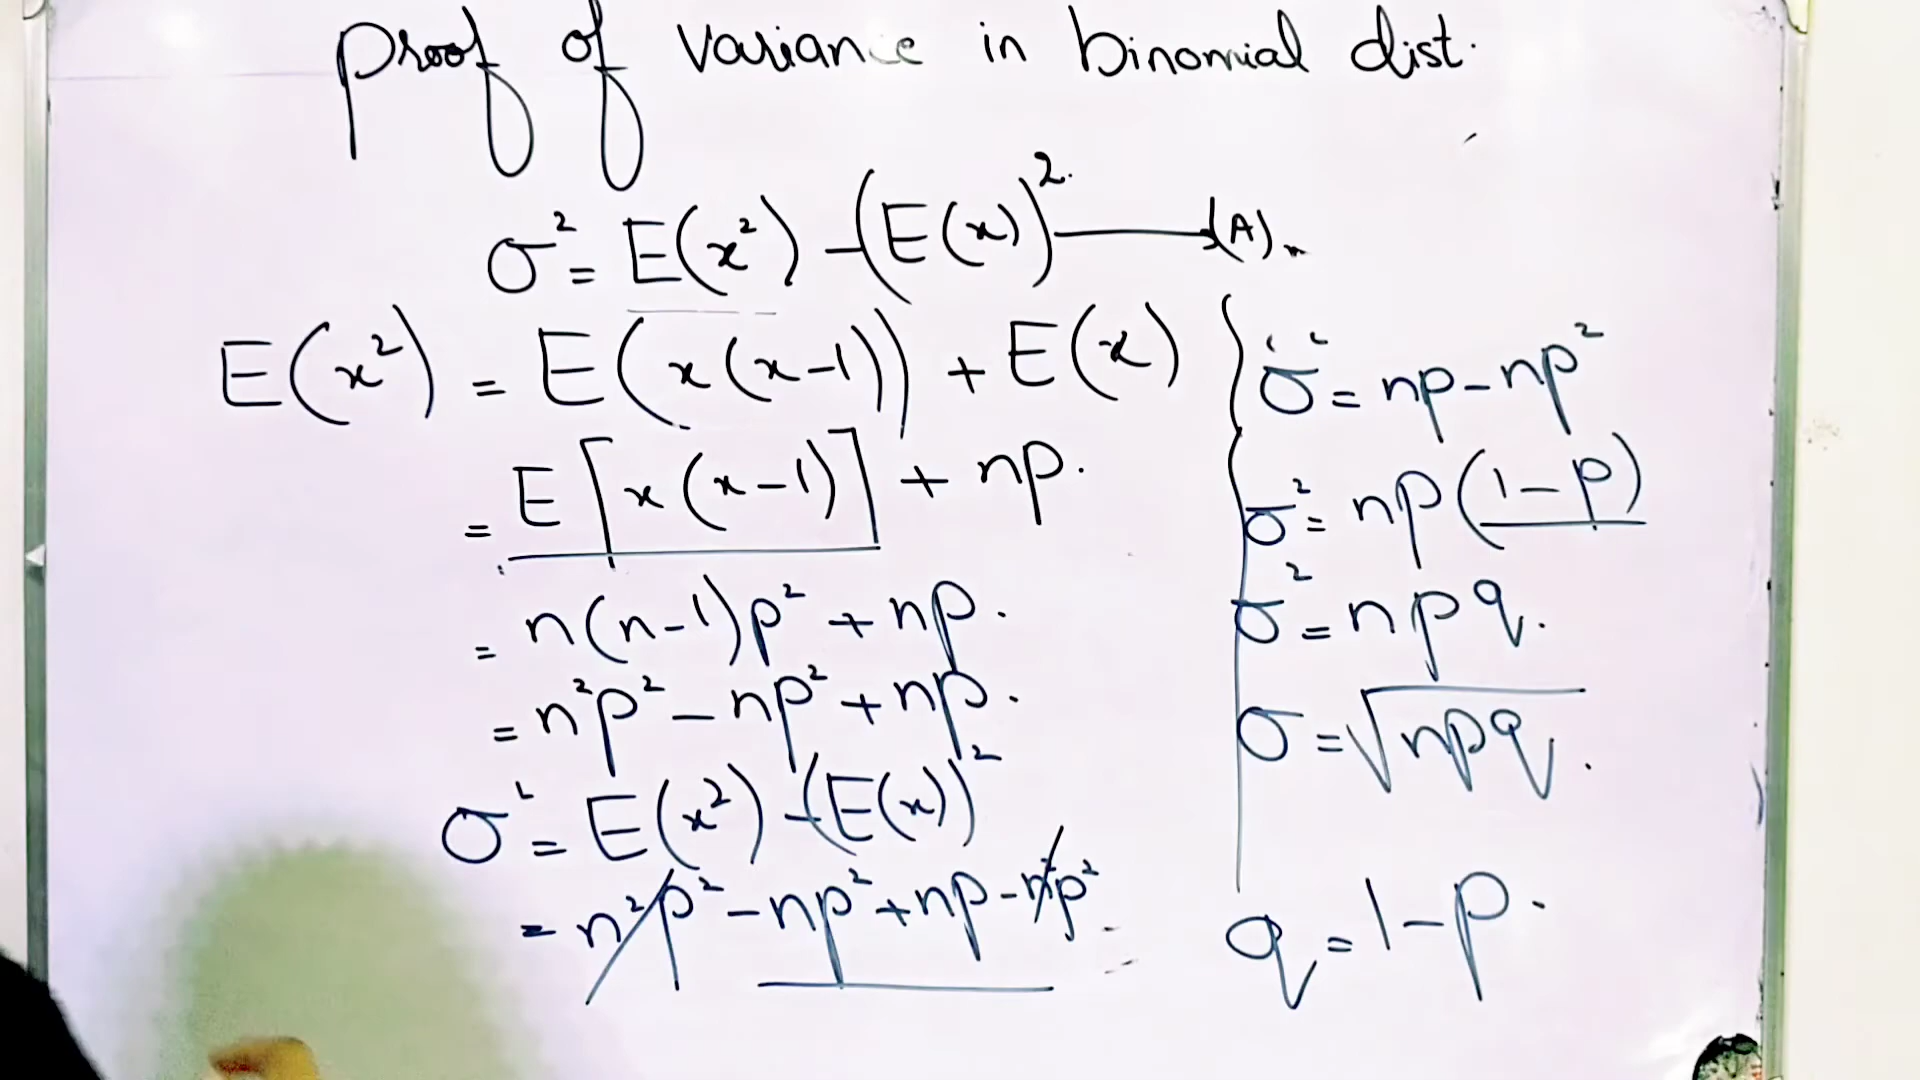 Proof of variance in binomial dist.
σ² = E(x²) - (E(x))² —— (A).
E(x²) = E(x(x-1)) + E(x)
= E[x(x-1)] + np.
= n(n-1)p² + np.
= n²p² - np² + np.
σ² = E(x²) - (E(x))²
= n²p² - np² + np - n²p²
σ² = np - np²
σ² = np(1-p)
σ² = npq.
σ = √npq.
q = 1-p.